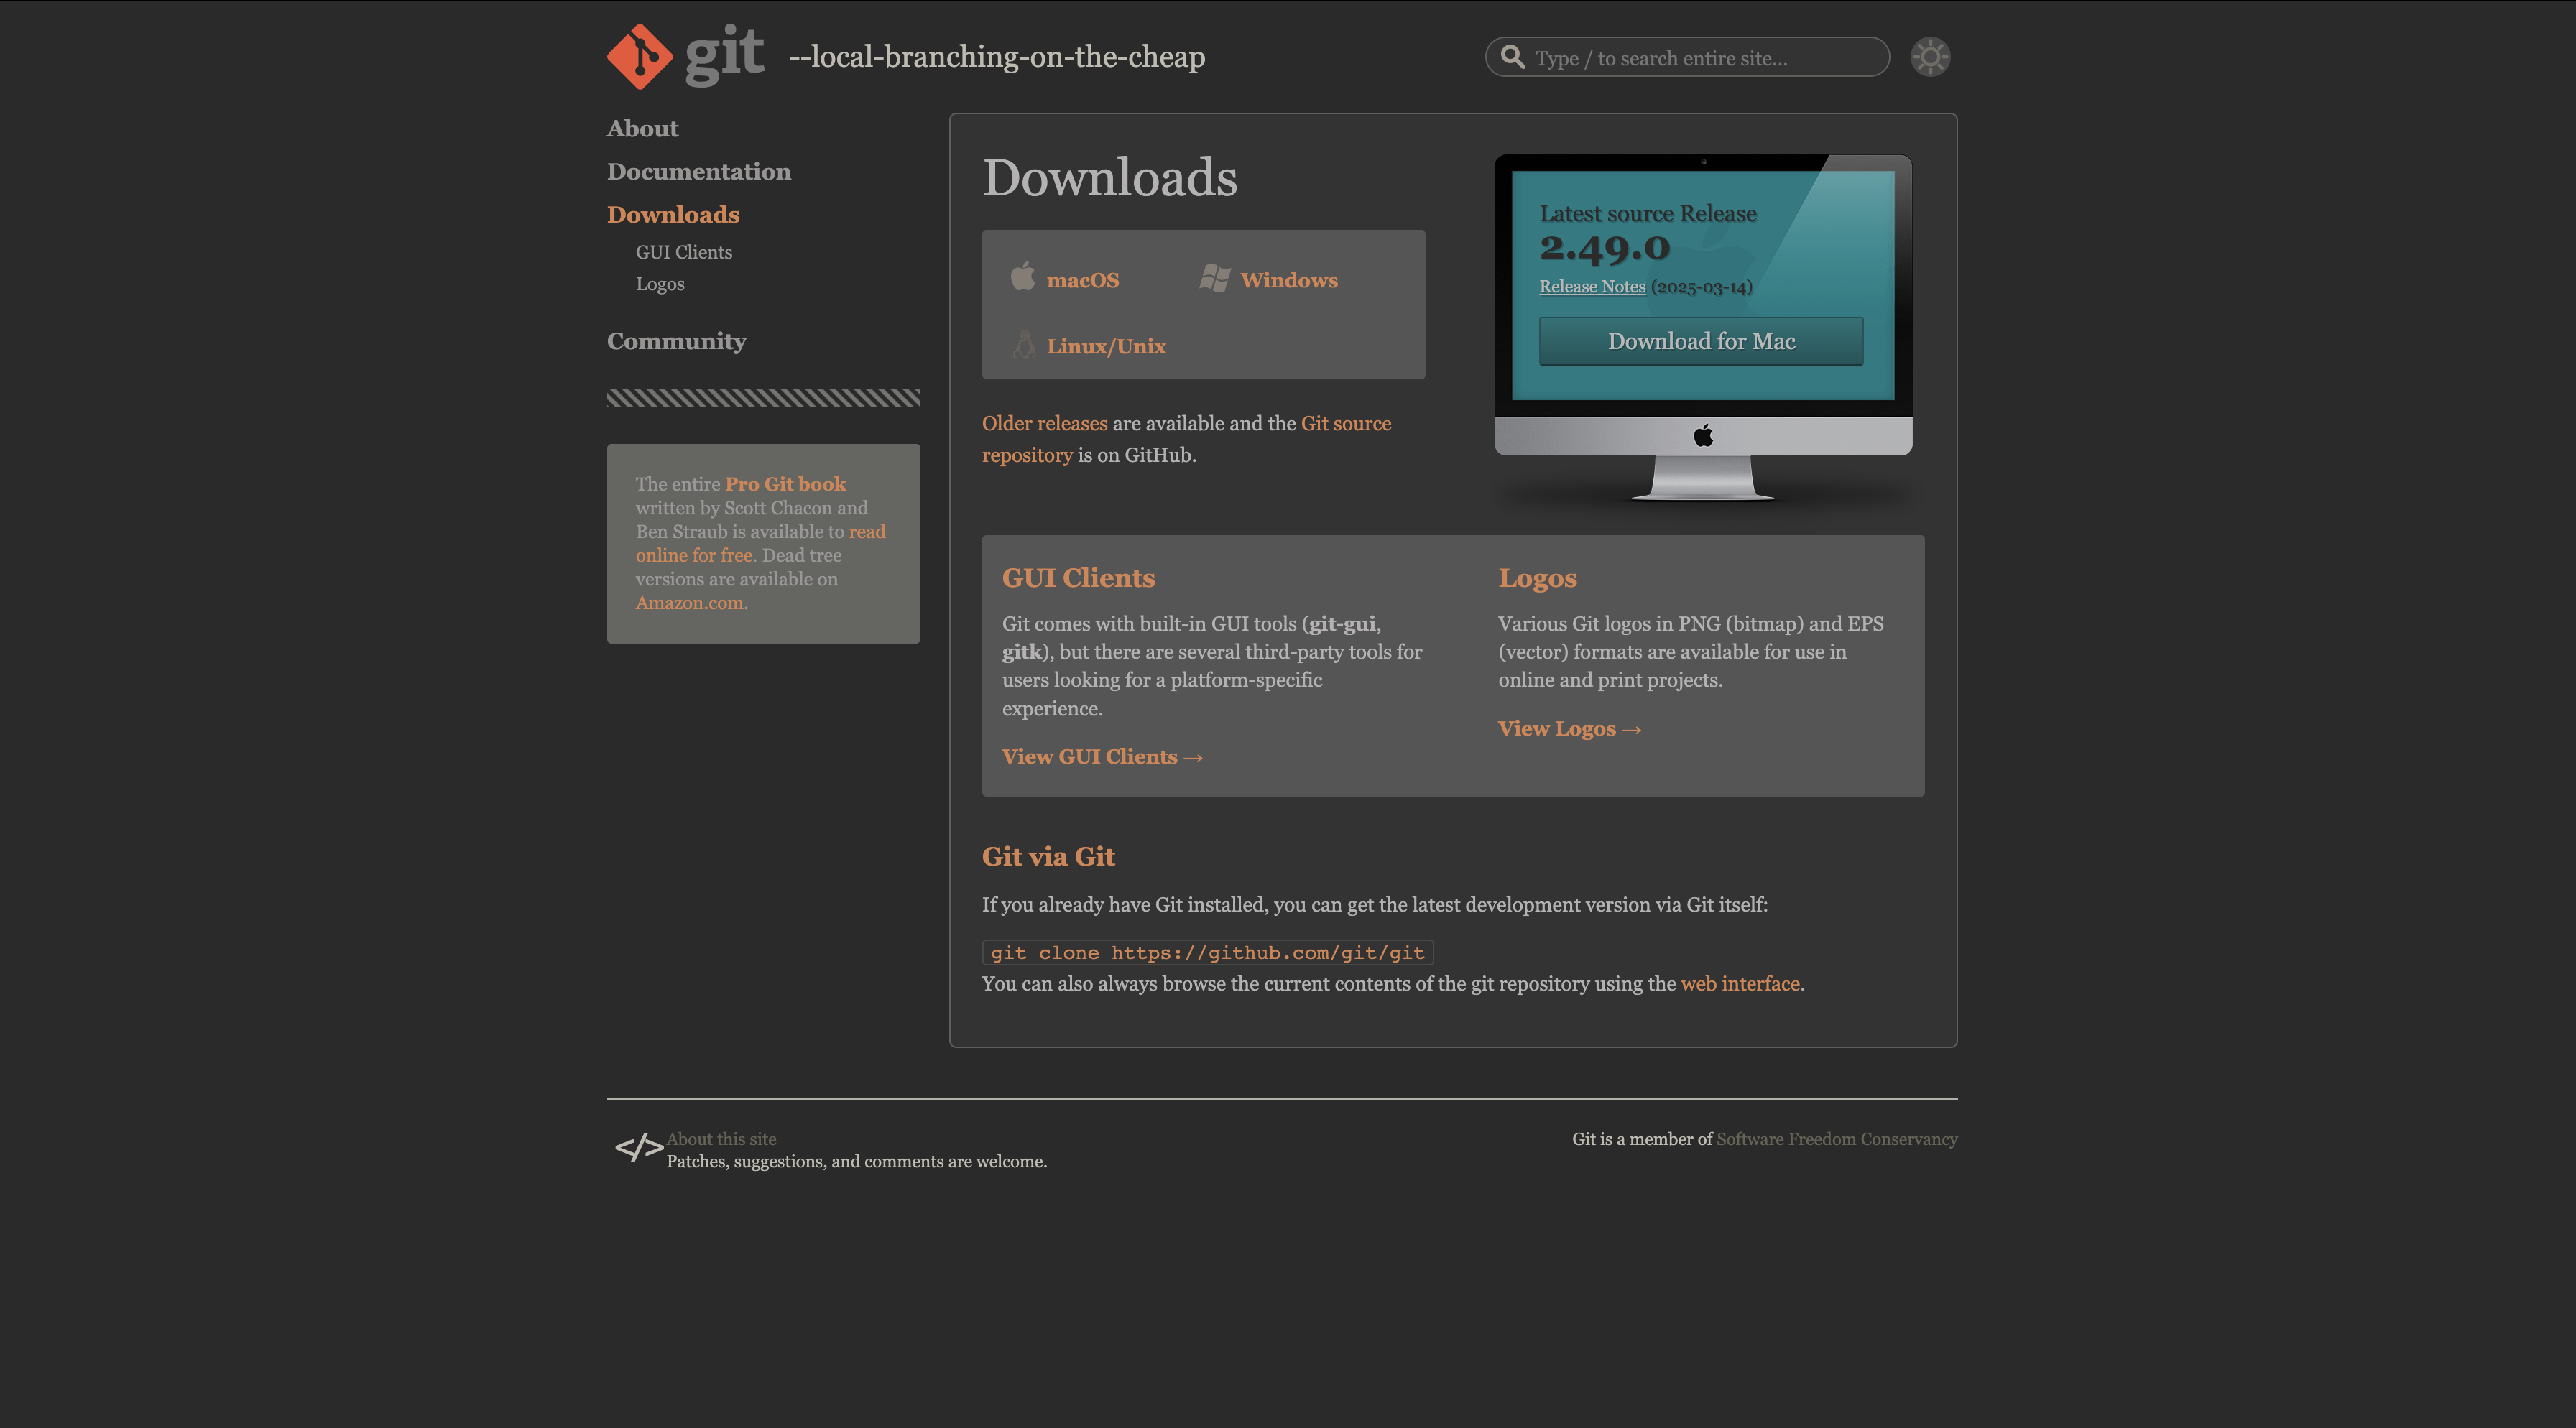 git --local-branching-on-the-cheap
Type / to search entire site...
About
Documentation
Downloads
GUI Clients
Logos
Community
The entire Pro Git book
written by Scott Chacon and
Ben Straub is available to read
online for free. Dead tree
versions are available on
Amazon.com.
Downloads
macOS
Windows
Linux/Unix
Older releases are available and the Git source
repository is on GitHub.
Latest source Release
2.49.0
Release Notes (2025-03-14)
Download for Mac
GUI Clients
Git comes with built-in GUI tools (git-gui,
gitk), but there are several third-party tools for
users looking for a platform-specific
experience.
View GUI Clients →
Logos
Various Git logos in PNG (bitmap) and EPS
(vector) formats are available for use in
online and print projects.
View Logos →
Git via Git
If you already have Git installed, you can get the latest development version via Git itself:
git clone https://github.com/git/git
You can also always browse the current contents of the git repository using the web interface.
</> About this site
Patches, suggestions, and comments are welcome.
Git is a member of Software Freedom Conservancy